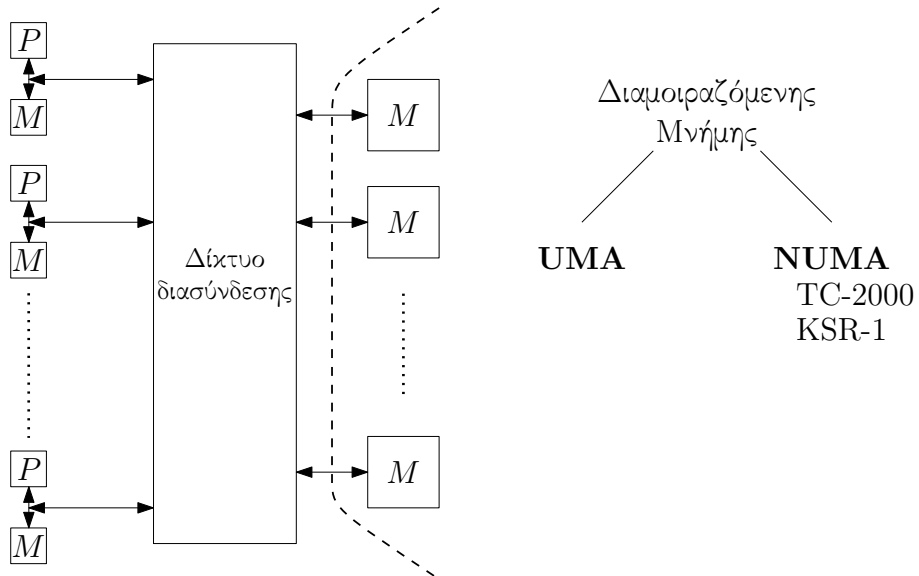 P
M
P
M
P
M
Δίκτυο
διασύνδεσης
M
M
M
Διαμοιραζόμενης
Μνήμης
UMA
NUMA
TC-2000
KSR-1